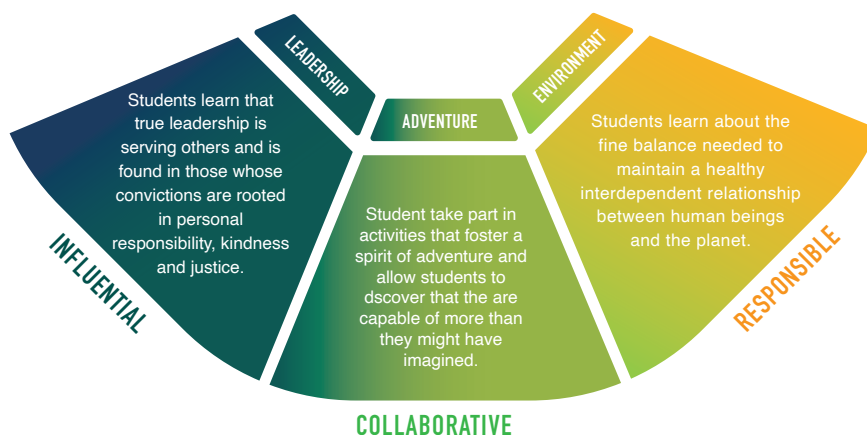 LEADERSHIP
Students learn that
true leadership is
serving others and is
found in those whose
convictions are rooted
in personal
responsibility, kindness
and justice.
INFLUENTIAL
ADVENTURE
Student take part in
activities that foster a
spirit of adventure and
allow students to
dscover that the are
capable of more than
they might have
imagined.
COLLABORATIVE
ENVIRONMENT
Students learn about the
fine balance needed to
maintain a healthy
interdependent relationship
between human beings
and the planet.
RESPONSIBLE